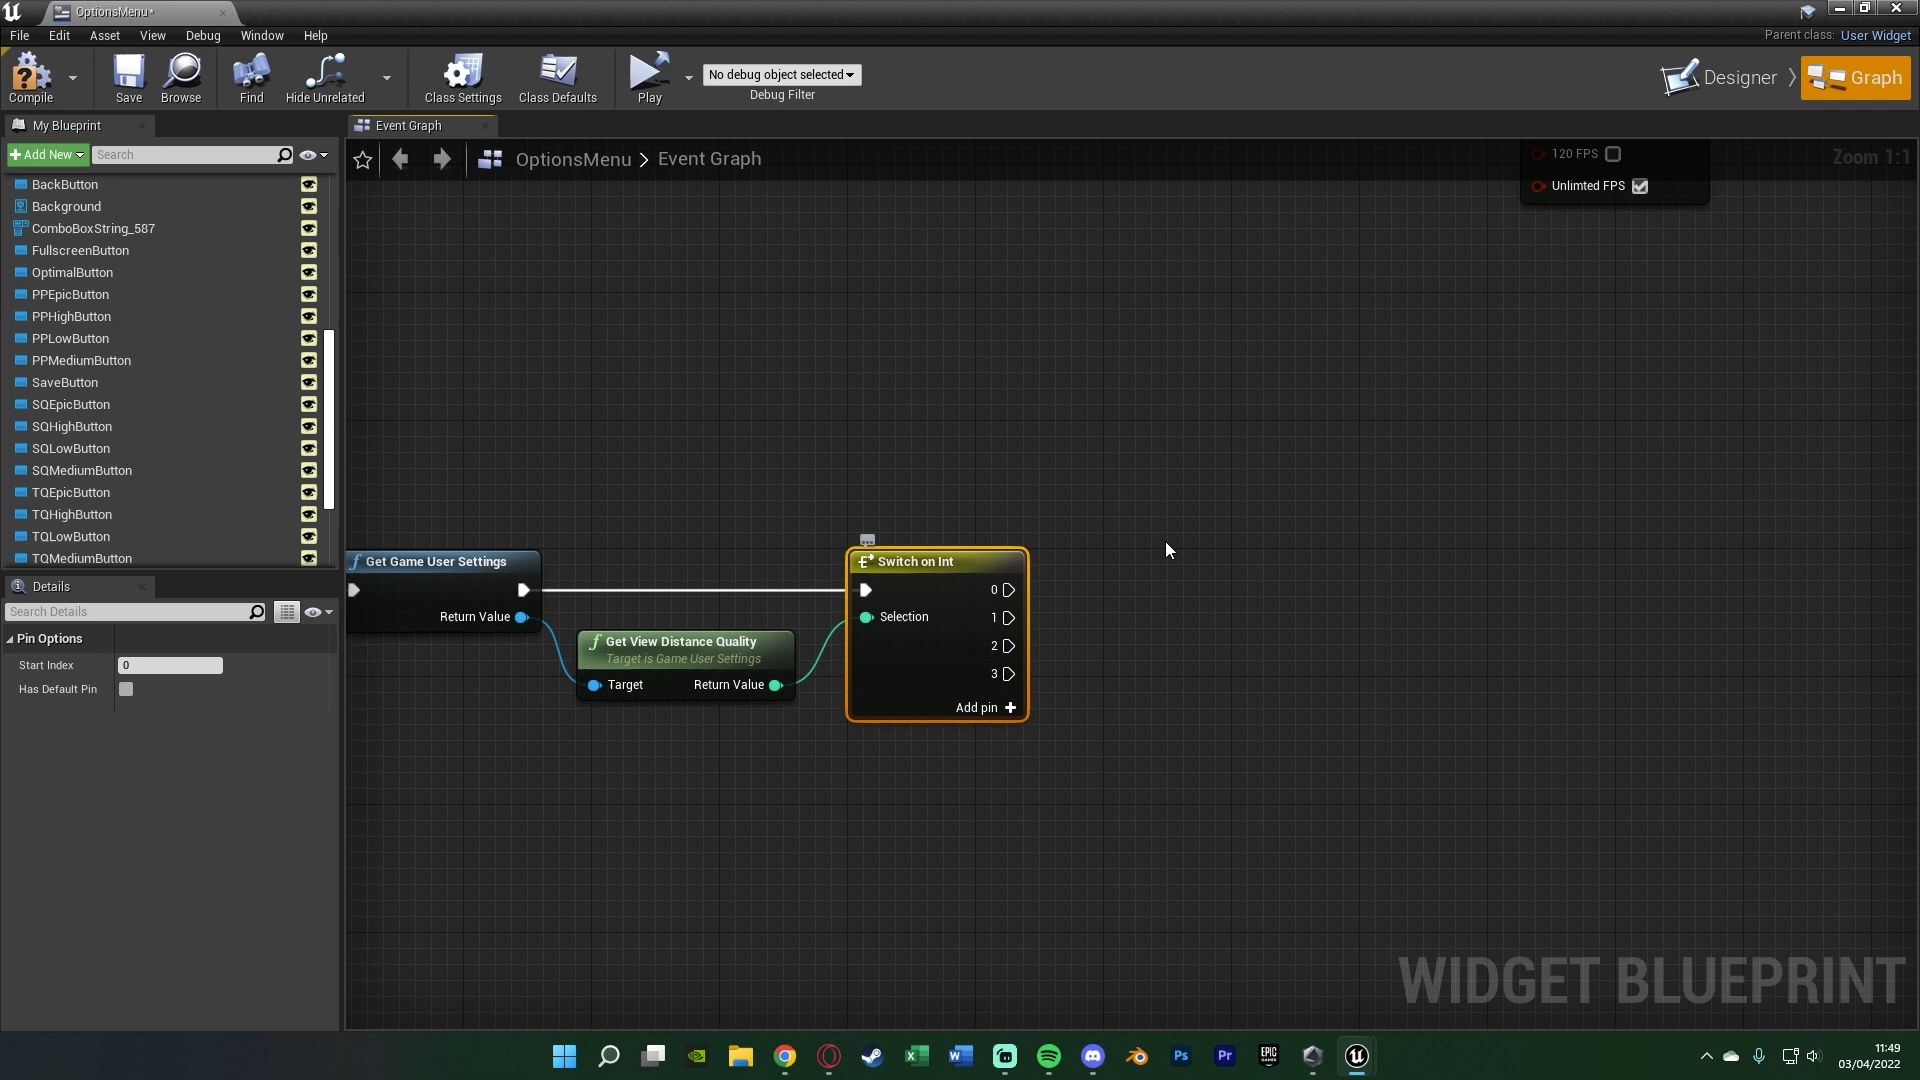 OptionsMenu*
File Edit Asset View Debug Window Help
Parent class: User Widget
Compile
Save
Browse
Find
Hide Unrelated
Class Settings
Class Defaults
Play
No debug object selected
Debug Filter
Designer
Graph
My Blueprint
Add New
Search
BackButton
Background
ComboBoxString_587
FullscreenButton
OptimalButton
PPEpicButton
PPHighButton
PPLowButton
PPMediumButton
SaveButton
SQEpicButton
SQHighButton
SQLowButton
SQMediumButton
TQEpicButton
TQHighButton
TQLowButton
TQMediumButton
Details
Search Details
Pin Options
Start Index 0
Has Default Pin
Event Graph
OptionsMenu > Event Graph
Zoom 1:1
120 FPS
Unlimted FPS
Get Game User Settings
Return Value
Get View Distance Quality
Target is Game User Settings
Target Return Value
Switch on Int
0
Selection 1
2
3
Add pin
WIDGET BLUEPRINT
Ps
Pr
EPIC
GAMES
11:49
03/04/2022